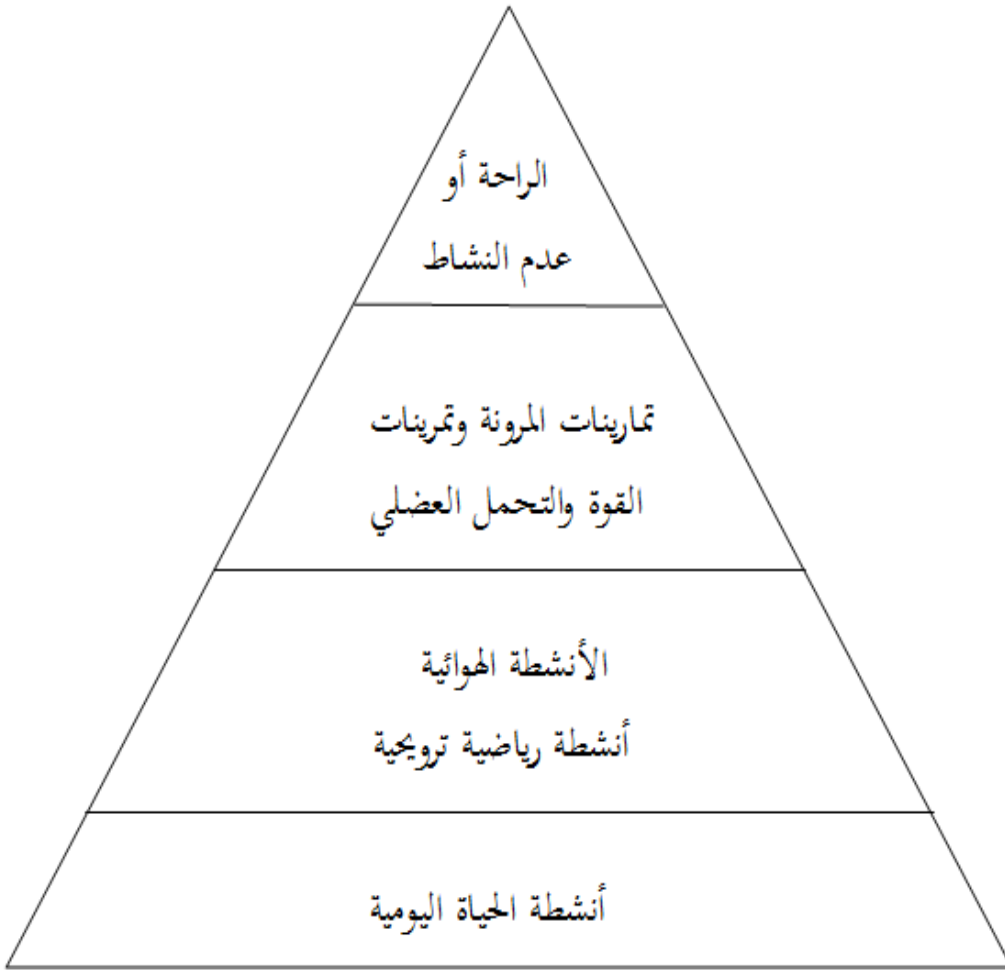 الراحة أو
عدم النشاط
تمارينات المرونة وتمرينات
القوة والتحمل العضلي
الأنشطة الهوائية
أنشطة رياضية ترويحية
أنشطة الحياة اليومية